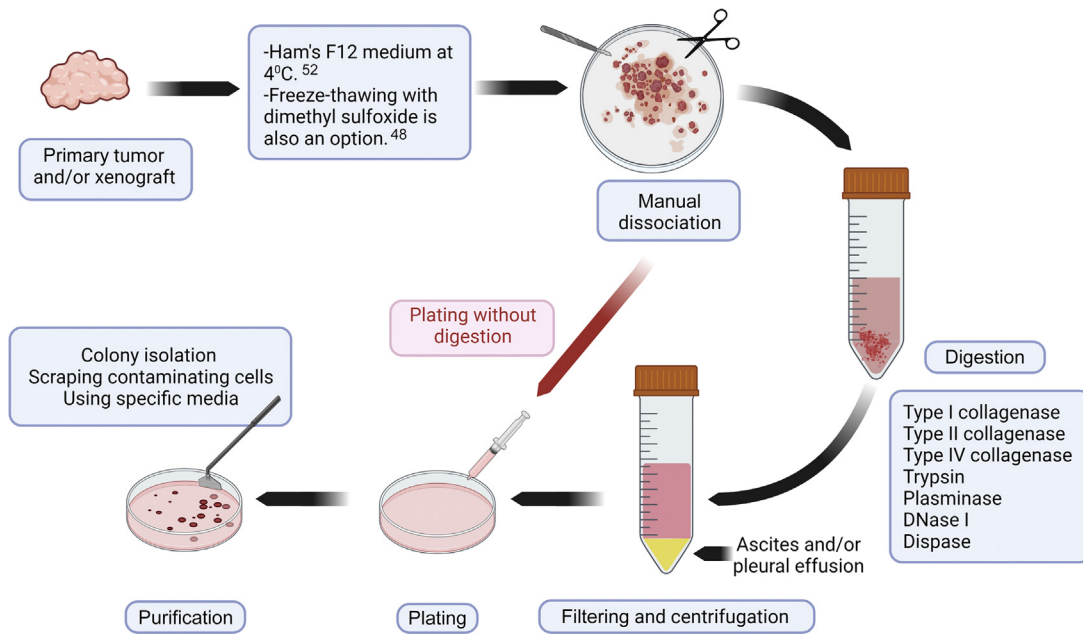 Primary tumor
and/or xenograft
-Ham's F12 medium at
4⁰C. 52
-Freeze-thawing with
dimethyl sulfoxide is
also an option. 48
Manual
dissociation
Plating without
digestion
Digestion
Type I collagenase
Type II collagenase
Type IV collagenase
Trypsin
Plasminase
DNase I
Dispase
Ascites and/or
pleural effusion
Filtering and centrifugation
Plating
Colony isolation
Scraping contaminating cells
Using specific media
Purification